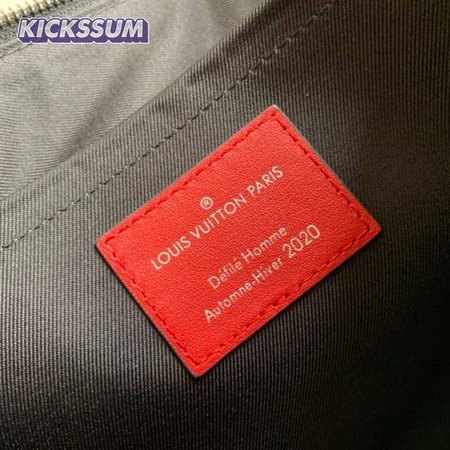 KICKSSUM
®
LOUIS VUITTON PARIS
Défilé Homme
Automne-Hiver 2020